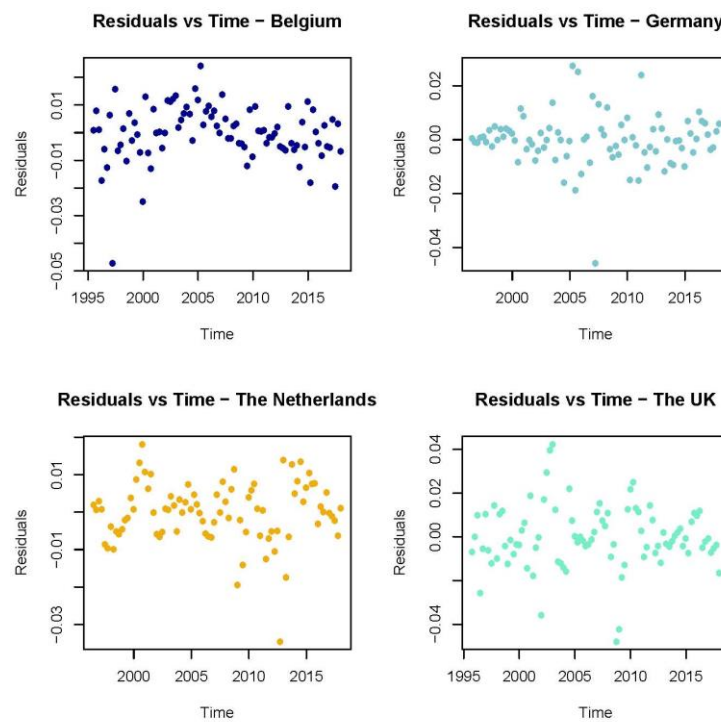 Residuals vs Time − Belgium
Residuals
0.01
−0.01
−0.03
−0.05
1995 2000 2005 2010 2015
Time
Residuals vs Time − Germany
Residuals
0.02
0.00
−0.02
−0.04
2000 2005 2010 2015
Time
Residuals vs Time − The Netherlands
Residuals
0.01
−0.01
−0.03
2000 2005 2010 2015
Time
Residuals vs Time − The UK
Residuals
0.04
0.02
0.00
−0.04
1995 2000 2005 2010 2015
Time